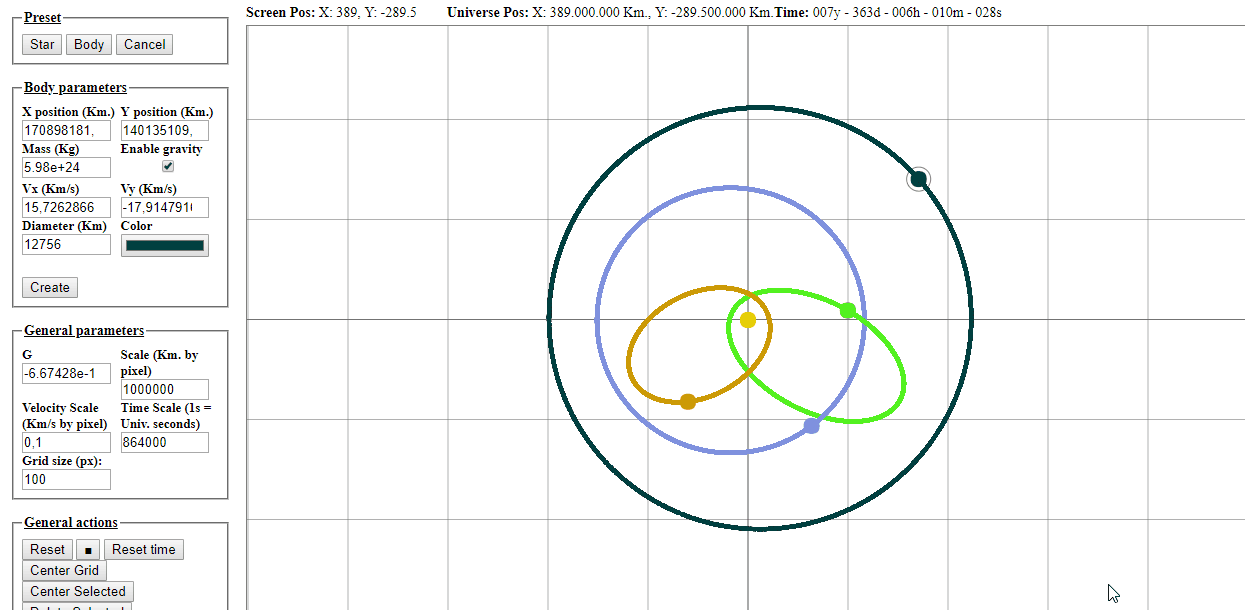 Preset
Screen Pos: X: 389, Y: -289.5 Universe Pos: X: 389.000.000 Km., Y: -289.500.000 Km.Time: 007y - 363d - 006h - 010m - 028s
Star Body Cancel
Body parameters
X position (Km.) Y position (Km.)
170898181, 140135109,
Mass (Kg) Enable gravity
5.98e+24
Vx (Km/s) Vy (Km/s)
15,7262866 -17,914791
Diameter (Km) Color
12756
Create
General parameters
G Scale (Km. by
pixel)
-6.67428e-1 1000000
Velocity Scale Time Scale (1s =
(Km/s by pixel) Univ. seconds)
0,1 864000
Grid size (px):
100
General actions
Reset ■ Reset time
Center Grid
Center Selected
Delete Selected